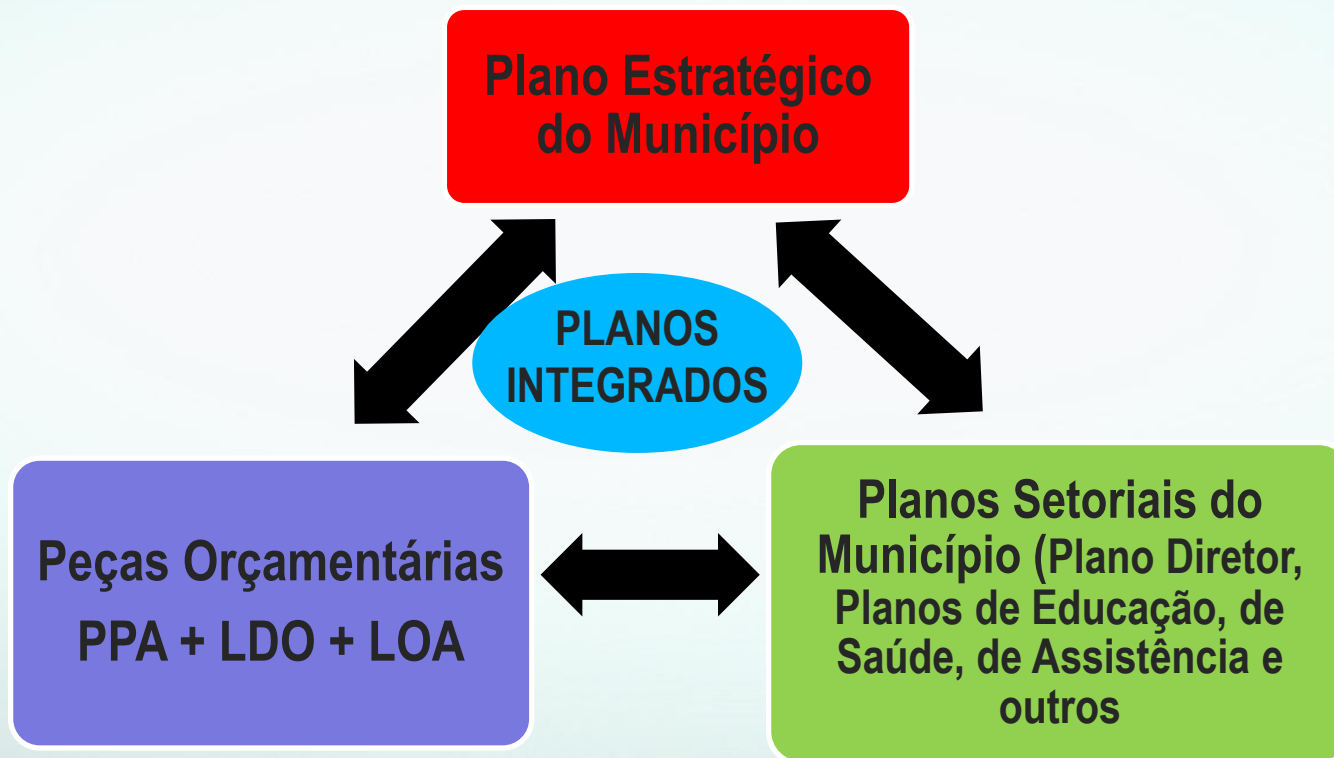 Plano Estratégico
do Município
PLANOS
INTEGRADOS
Peças Orçamentárias
PPA + LDO + LOA
Planos Setoriais do
Município (Plano Diretor,
Planos de Educação, de
Saúde, de Assistência e
outros